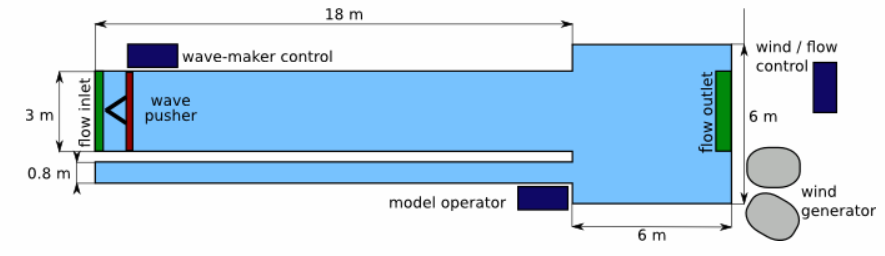 18 m
wave-maker control
wind / flow
control
flow inlet
wave
pusher
flow outlet
3 m
6 m
0.8 m
model operator
wind
generator
6 m